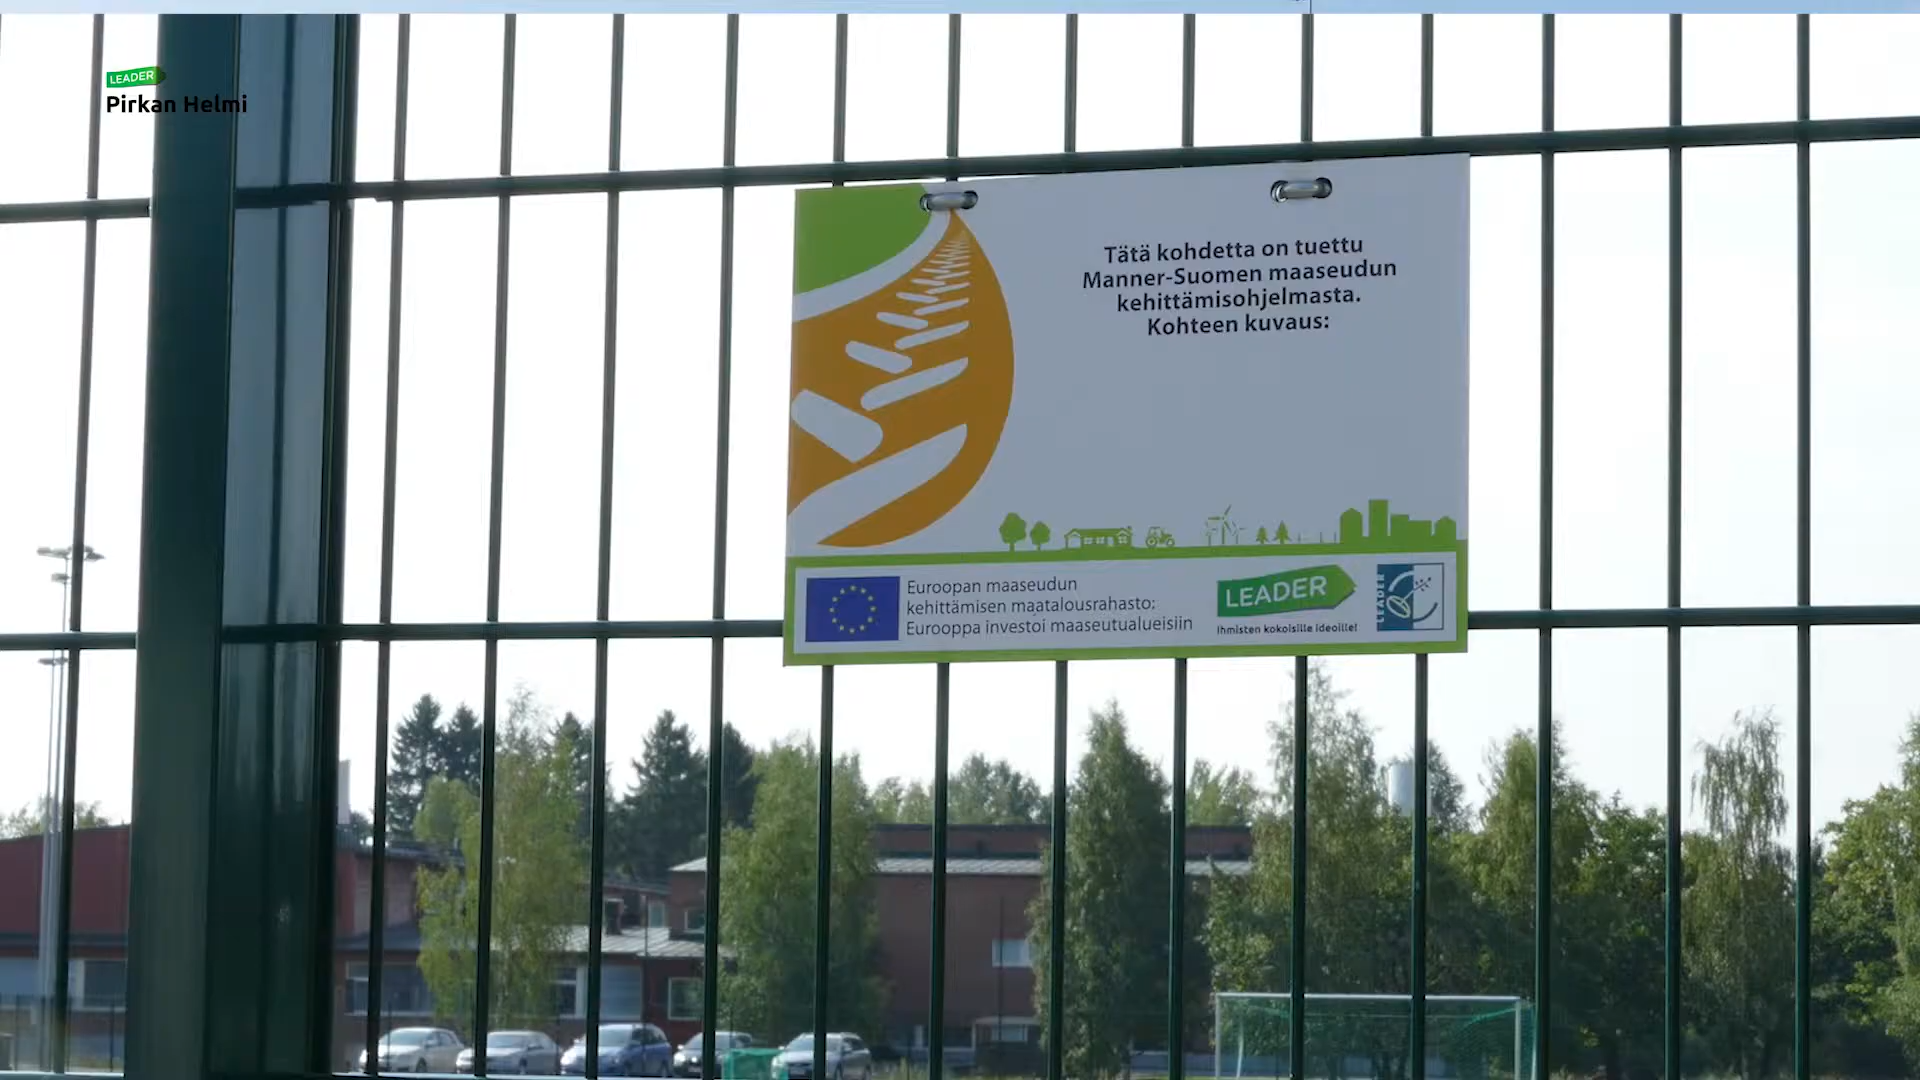 LEADER
Pirkan Helmi
Tätä kohdetta on tuettu
Manner-Suomen maaseudun
kehittämisohjelmasta.
Kohteen kuvaus:
Euroopan maaseudun
kehittämisen maatalousrahasto:
Eurooppa investoi maaseutualueisiin
LEADER
Ihmisten kokoisille ideoille!
LEADER